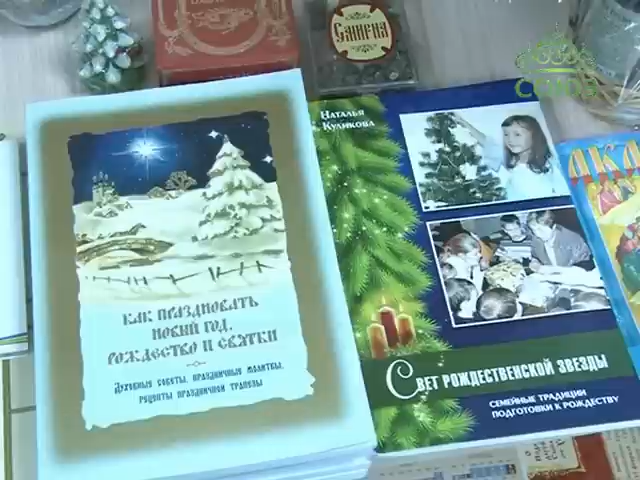 Смирна
СОЮЗ
Наталья
Куликова
Как праздновать
Новый год,
Рождество и Святки
Духовные советы, праздничные молитвы,
рецепты праздничной трапезы
Свет рождественской звезды
СЕМЕЙНЫЕ ТРАДИЦИИ
ПОДГОТОВКИ К РОЖДЕСТВУ